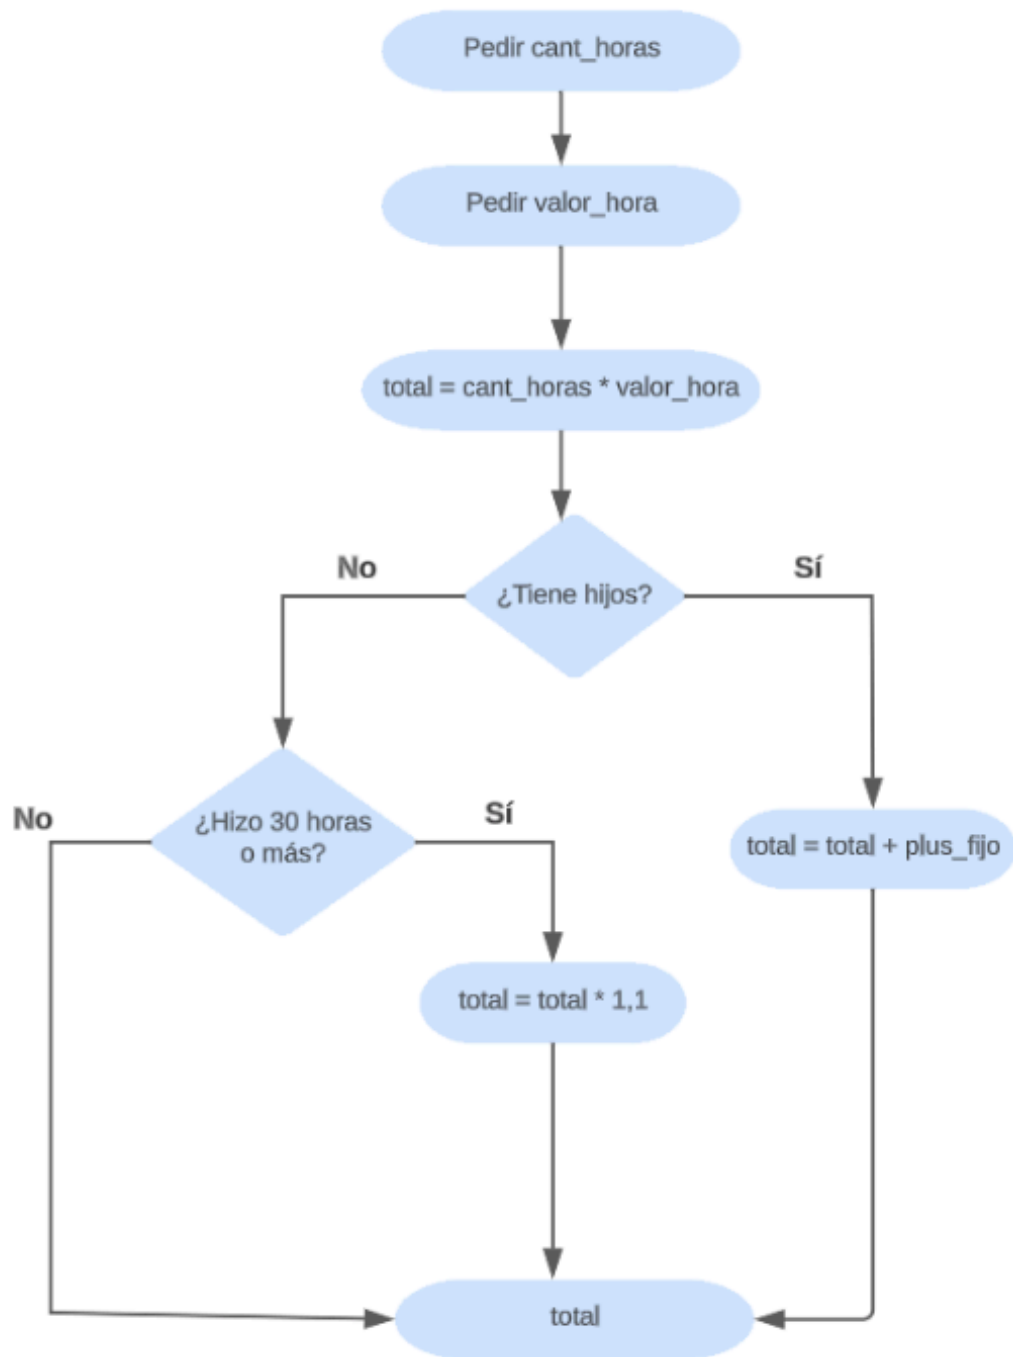 Pedir cant_horas
Pedir valor_hora
total = cant_horas * valor_hora
¿Tiene hijos?
No
Sí
¿Hizo 30 horas
o más?
No
Sí
total = total + plus_fijo
total = total * 1,1
total